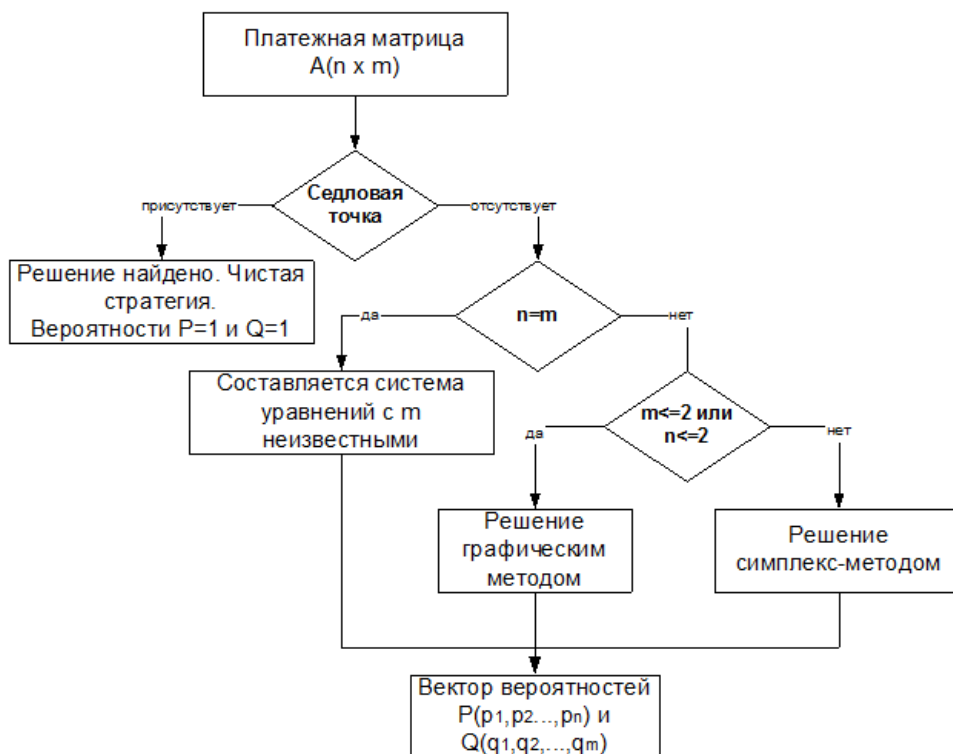 Платежная матрица
A(n x m)
Седловая
точка
присутствует
отсутствует
Решение найдено. Чистая
стратегия.
Вероятности P=1 и Q=1
n=m
да
нет
Составляется система
уравнений с m
неизвестными
m<=2 или
n<=2
да
нет
Решение
графическим
методом
Решение
симплекс-методом
Вектор вероятностей
P(p1,p2...,pn) и
Q(q1,q2,...,qm)